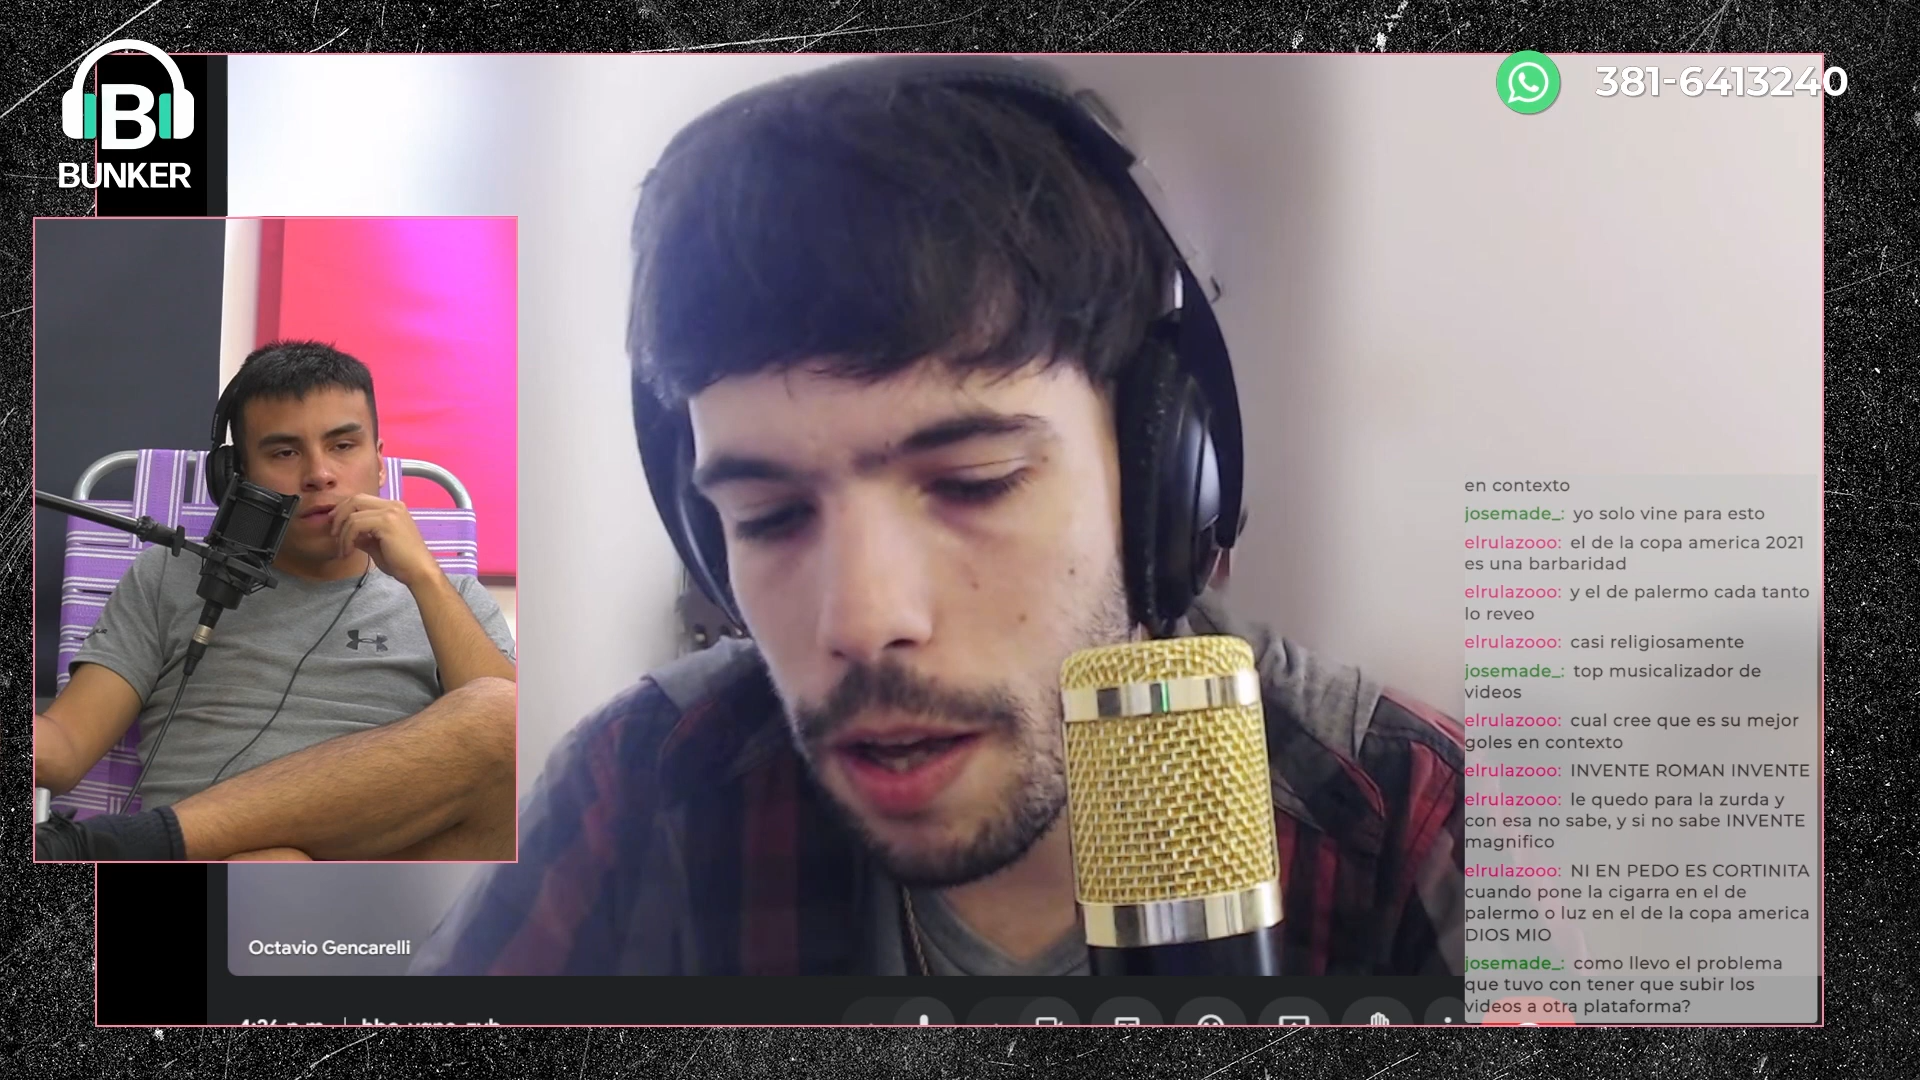 B
BUNKER
381-6413240
en contexto
josemade_: yo solo vine para esto
elrulazooo: el de la copa america 2021
es una barbaridad
elrulazooo: y el de palermo cada tanto
lo reveo
elrulazooo: casi religiosamente
josemade_: top musicalizador de
videos
elrulazooo: cual cree que es su mejor
goles en contexto
elrulazooo: INVENTE ROMAN INVENTE
elrulazooo: le quedo para la zurda y
con esa no sabe, y si no sabe INVENTE
magnifico
elrulazooo: NI EN PEDO ES CORTINITA
cuando pone la cigarra en el de
palermo o luz en el de la copa america
DIOS MIO
josemade_: como llevo el problema
que tuvo con tener que subir los
videos a otra plataforma?
Octavio Gencarelli